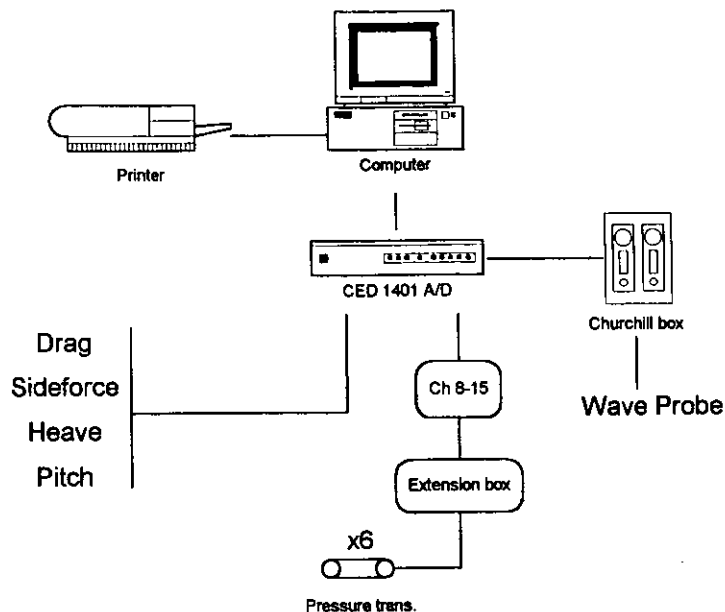 Printer
Computer
CED 1401 A/D
Churchill box
Drag
Sideforce
Heave
Pitch
Ch 8-15
Wave Probe
Extension box
x6
Pressure trans.